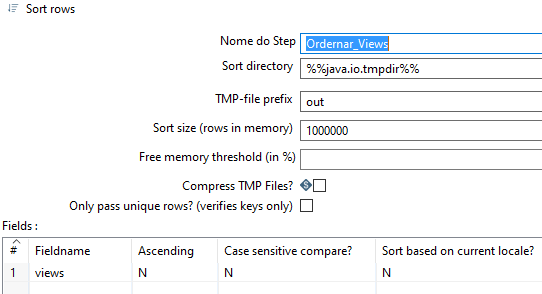 Sort rows
Nome do Step Ordernar_Views
Sort directory %%java.io.tmpdir%%
TMP-file prefix out
Sort size (rows in memory) 1000000
Free memory threshold (in %)
Compress TMP Files? S
Only pass unique rows? (verifies keys only)
Fields :
# Fieldname Ascending Case sensitive compare? Sort based on current locale?
1 views N N N